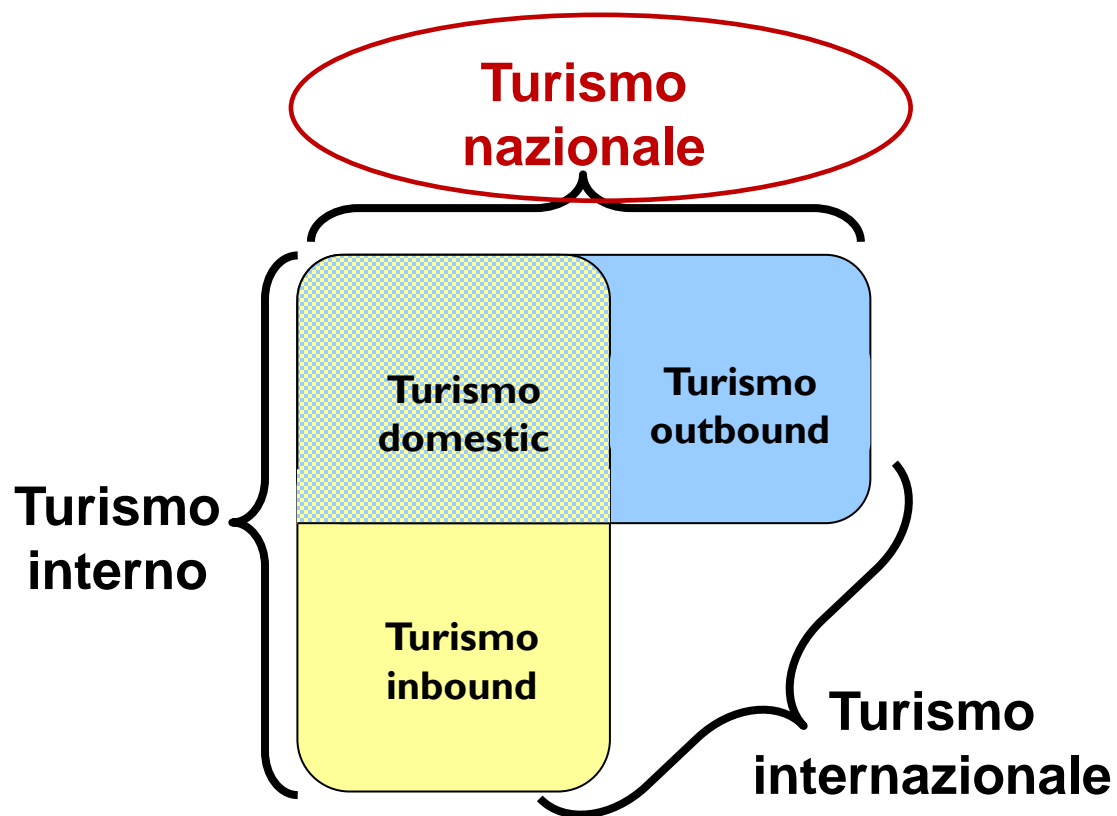 Turismo
nazionale
Turismo
domestic
Turismo
outbound
Turismo
interno
Turismo
inbound
Turismo
internazionale